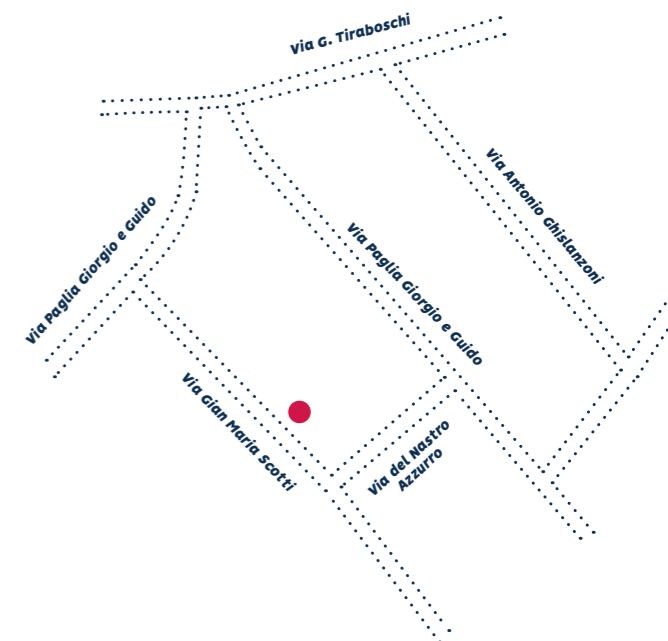 Via G. Tiraboschi
Via Antonio Ghislanzoni
Via Paglia Giorgio e Guido
Via Paglia Giorgio e Guido
Via Gian Maria Scotti
Via del Nastro
Azzurro